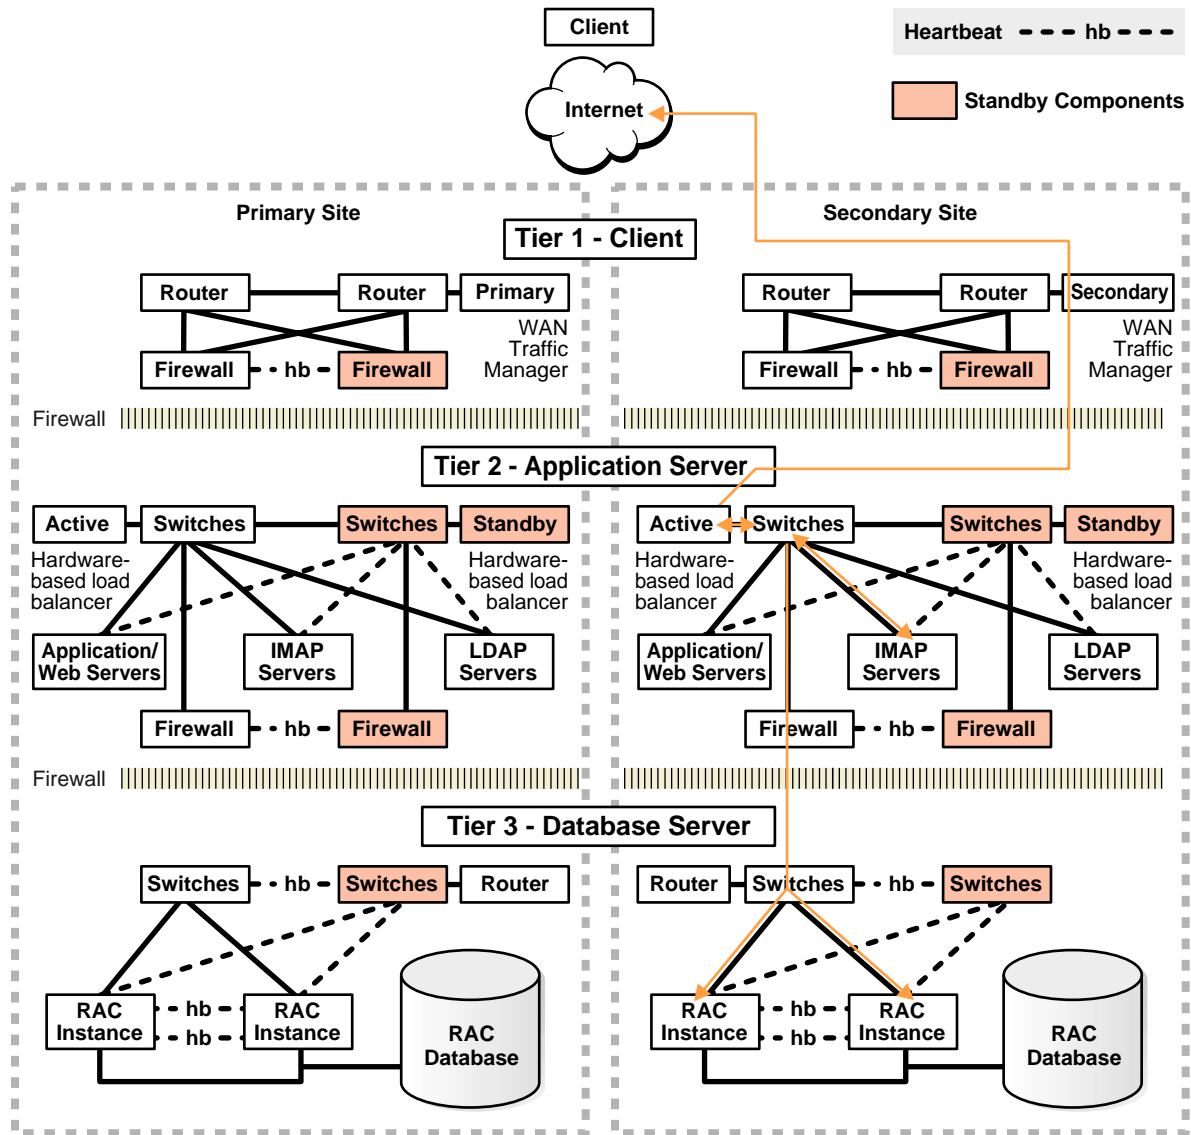 Client
Heartbeat hb
Internet
Standby Components
Primary Site
Secondary Site
Tier 1 - Client
Router
Router
Primary
Router
Router
Secondary
WAN
Traffic
Manager
WAN
Traffic
Manager
Firewall
hb
Firewall
Firewall
hb
Firewall
Firewall
Tier 2 - Application Server
Active
Switches
Switches
Standby
Active
Switches
Switches
Standby
Hardware-
based load
balancer
Hardware-
based load
balancer
Hardware-
based load
balancer
Hardware-
based load
balancer
Application/
Web Servers
IMAP
Servers
LDAP
Servers
Application/
Web Servers
IMAP
Servers
LDAP
Servers
Firewall
hb
Firewall
Firewall
hb
Firewall
Firewall
Tier 3 - Database Server
Switches
hb
Switches
Router
Router
Switches
hb
Switches
RAC
Instance
hb
hb
RAC
Instance
RAC
Database
RAC
Instance
hb
hb
RAC
Instance
RAC
Database